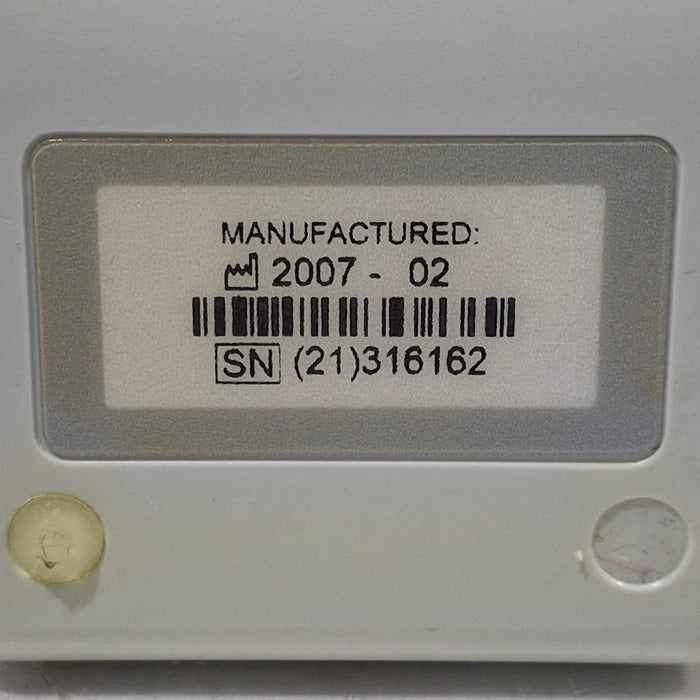 MANUFACTURED:
2007 - 02
SN (21)316162